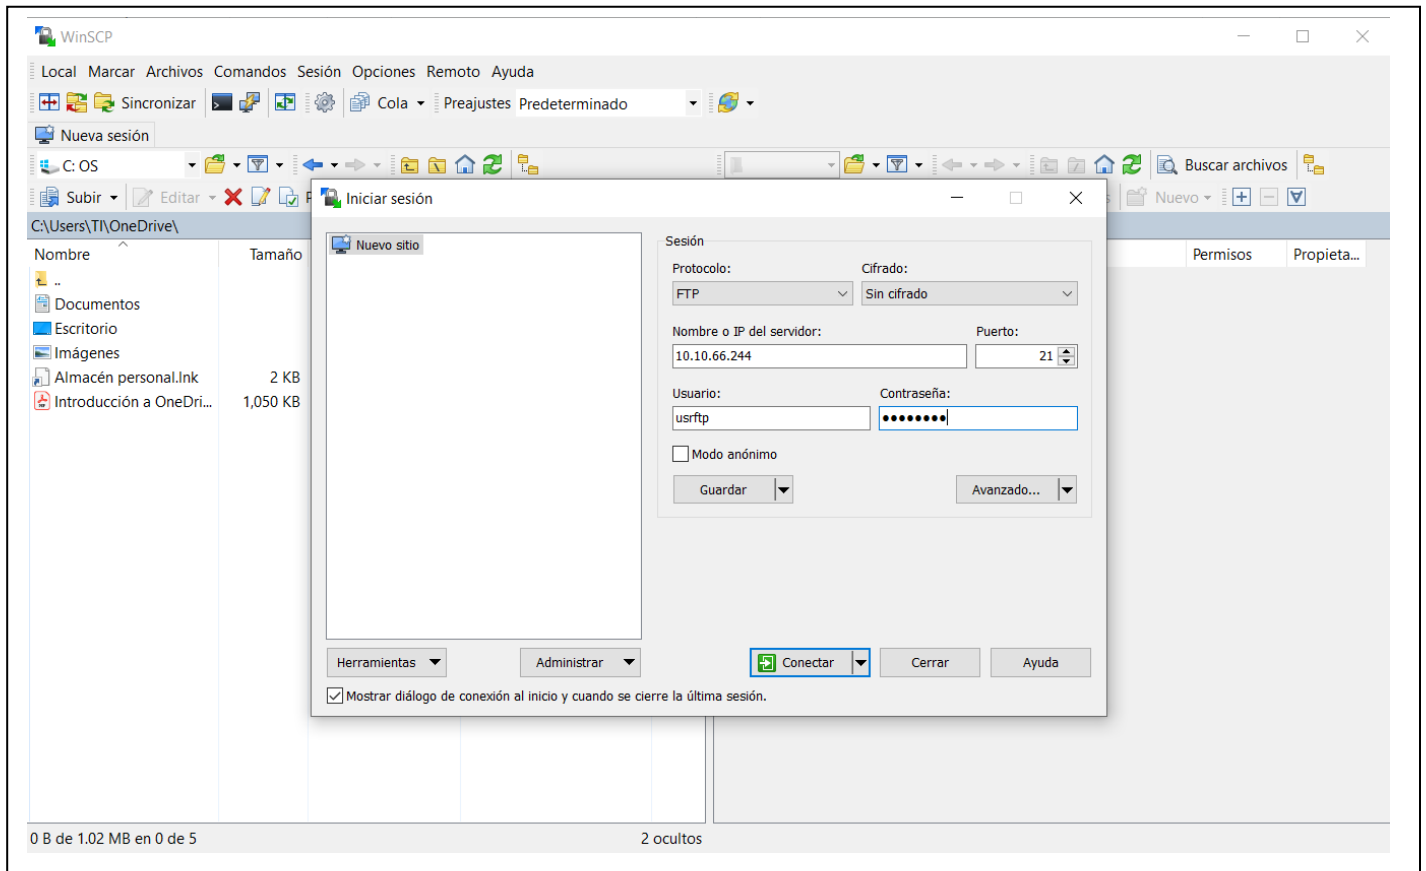 WinSCP
Local Marcar Archivos Comandos Sesión Opciones Remoto Ayuda
Sincronizar Cola Preajustes Predeterminado
Nueva sesión
C: OS Buscar archivos
Subir Editar Nuevo
C:\Users\TI\OneDrive\
Nombre Tamaño Permisos Propieta...
..
Documentos
Escritorio
Imágenes
Almacén personal.lnk 2 KB
Introducción a OneDri... 1,050 KB
Iniciar sesión
Nuevo sitio
Sesión
Protocolo: Cifrado:
FTP Sin cifrado
Nombre o IP del servidor: Puerto:
10.10.66.244 21
Usuario: Contraseña:
usrftp ●●●●●●●●
Modo anónimo
Guardar Avanzado...
Herramientas Administrar Conectar Cerrar Ayuda
Mostrar diálogo de conexión al inicio y cuando se cierre la última sesión.
0 B de 1.02 MB en 0 de 5 2 ocultos